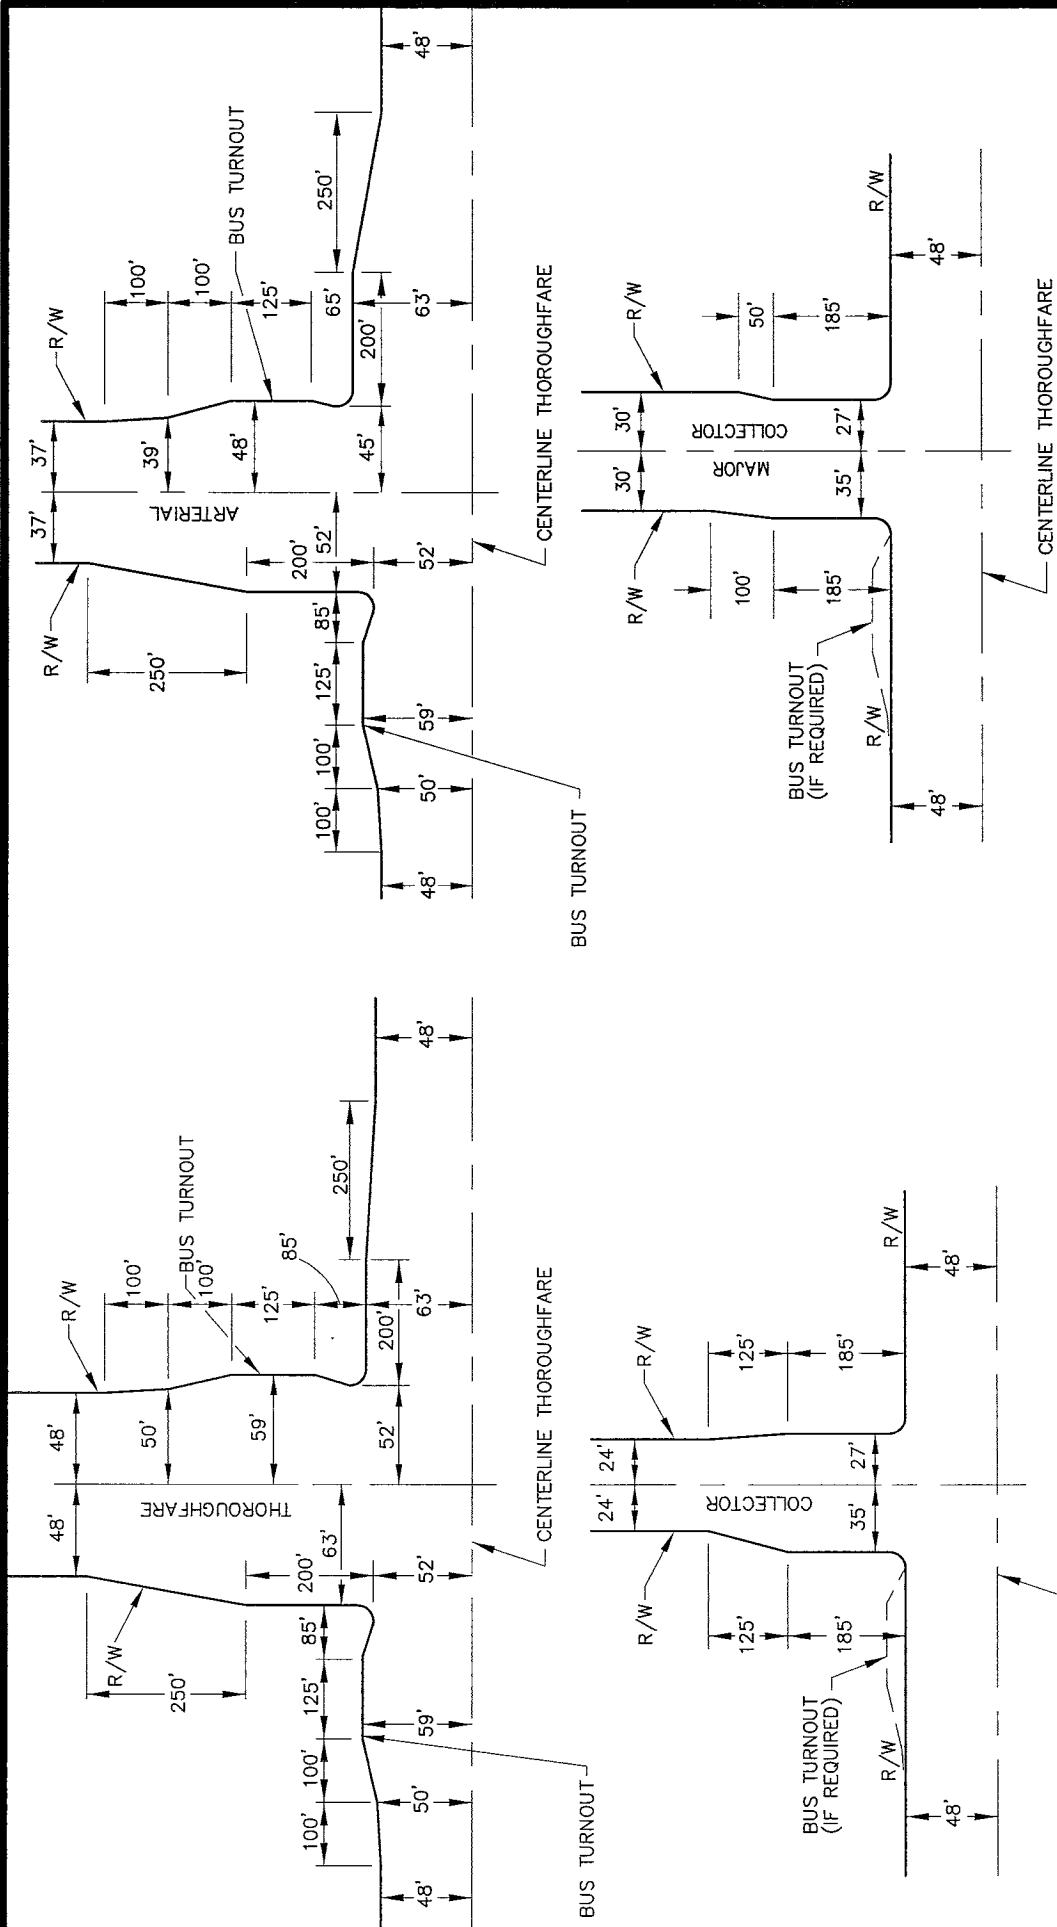 48'
BUS TURNOUT
250'
R/W
100'
100'
125'
65'
63'
200'
37'
39'
48'
45'
37'
ARTERIAL
52'
200'
52'
CENTERLINE THOROUGHFARE
R/W
85'
250'
125'
59'
100'
50'
100'
48'
BUS TURNOUT
R/W
48'
R/W
50'
185'
30'
COLLECTOR
27'
30'
MAJOR
35'
CENTERLINE THOROUGHFARE
R/W
100'
185'
BUS TURNOUT
(IF REQUIRED)
R/W
48'
48'
BUS TURNOUT
250'
85'
R/W
100'
100'
125'
63'
200'
48'
50'
59'
52'
48'
THOROUGHFARE
63'
200'
52'
CENTERLINE THOROUGHFARE
R/W
85'
250'
125'
59'
100'
50'
100'
48'
BUS TURNOUT
R/W
48'
R/W
125'
185'
24'
27'
24'
COLLECTOR
35'
R/W
125'
185'
BUS TURNOUT
(IF REQUIRED)
R/W
48'